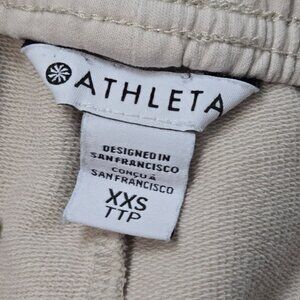 ATHLETA
DESIGNED IN
SAN FRANCISCO
CONÇU À
SAN FRANCISCO
XXS
TTP